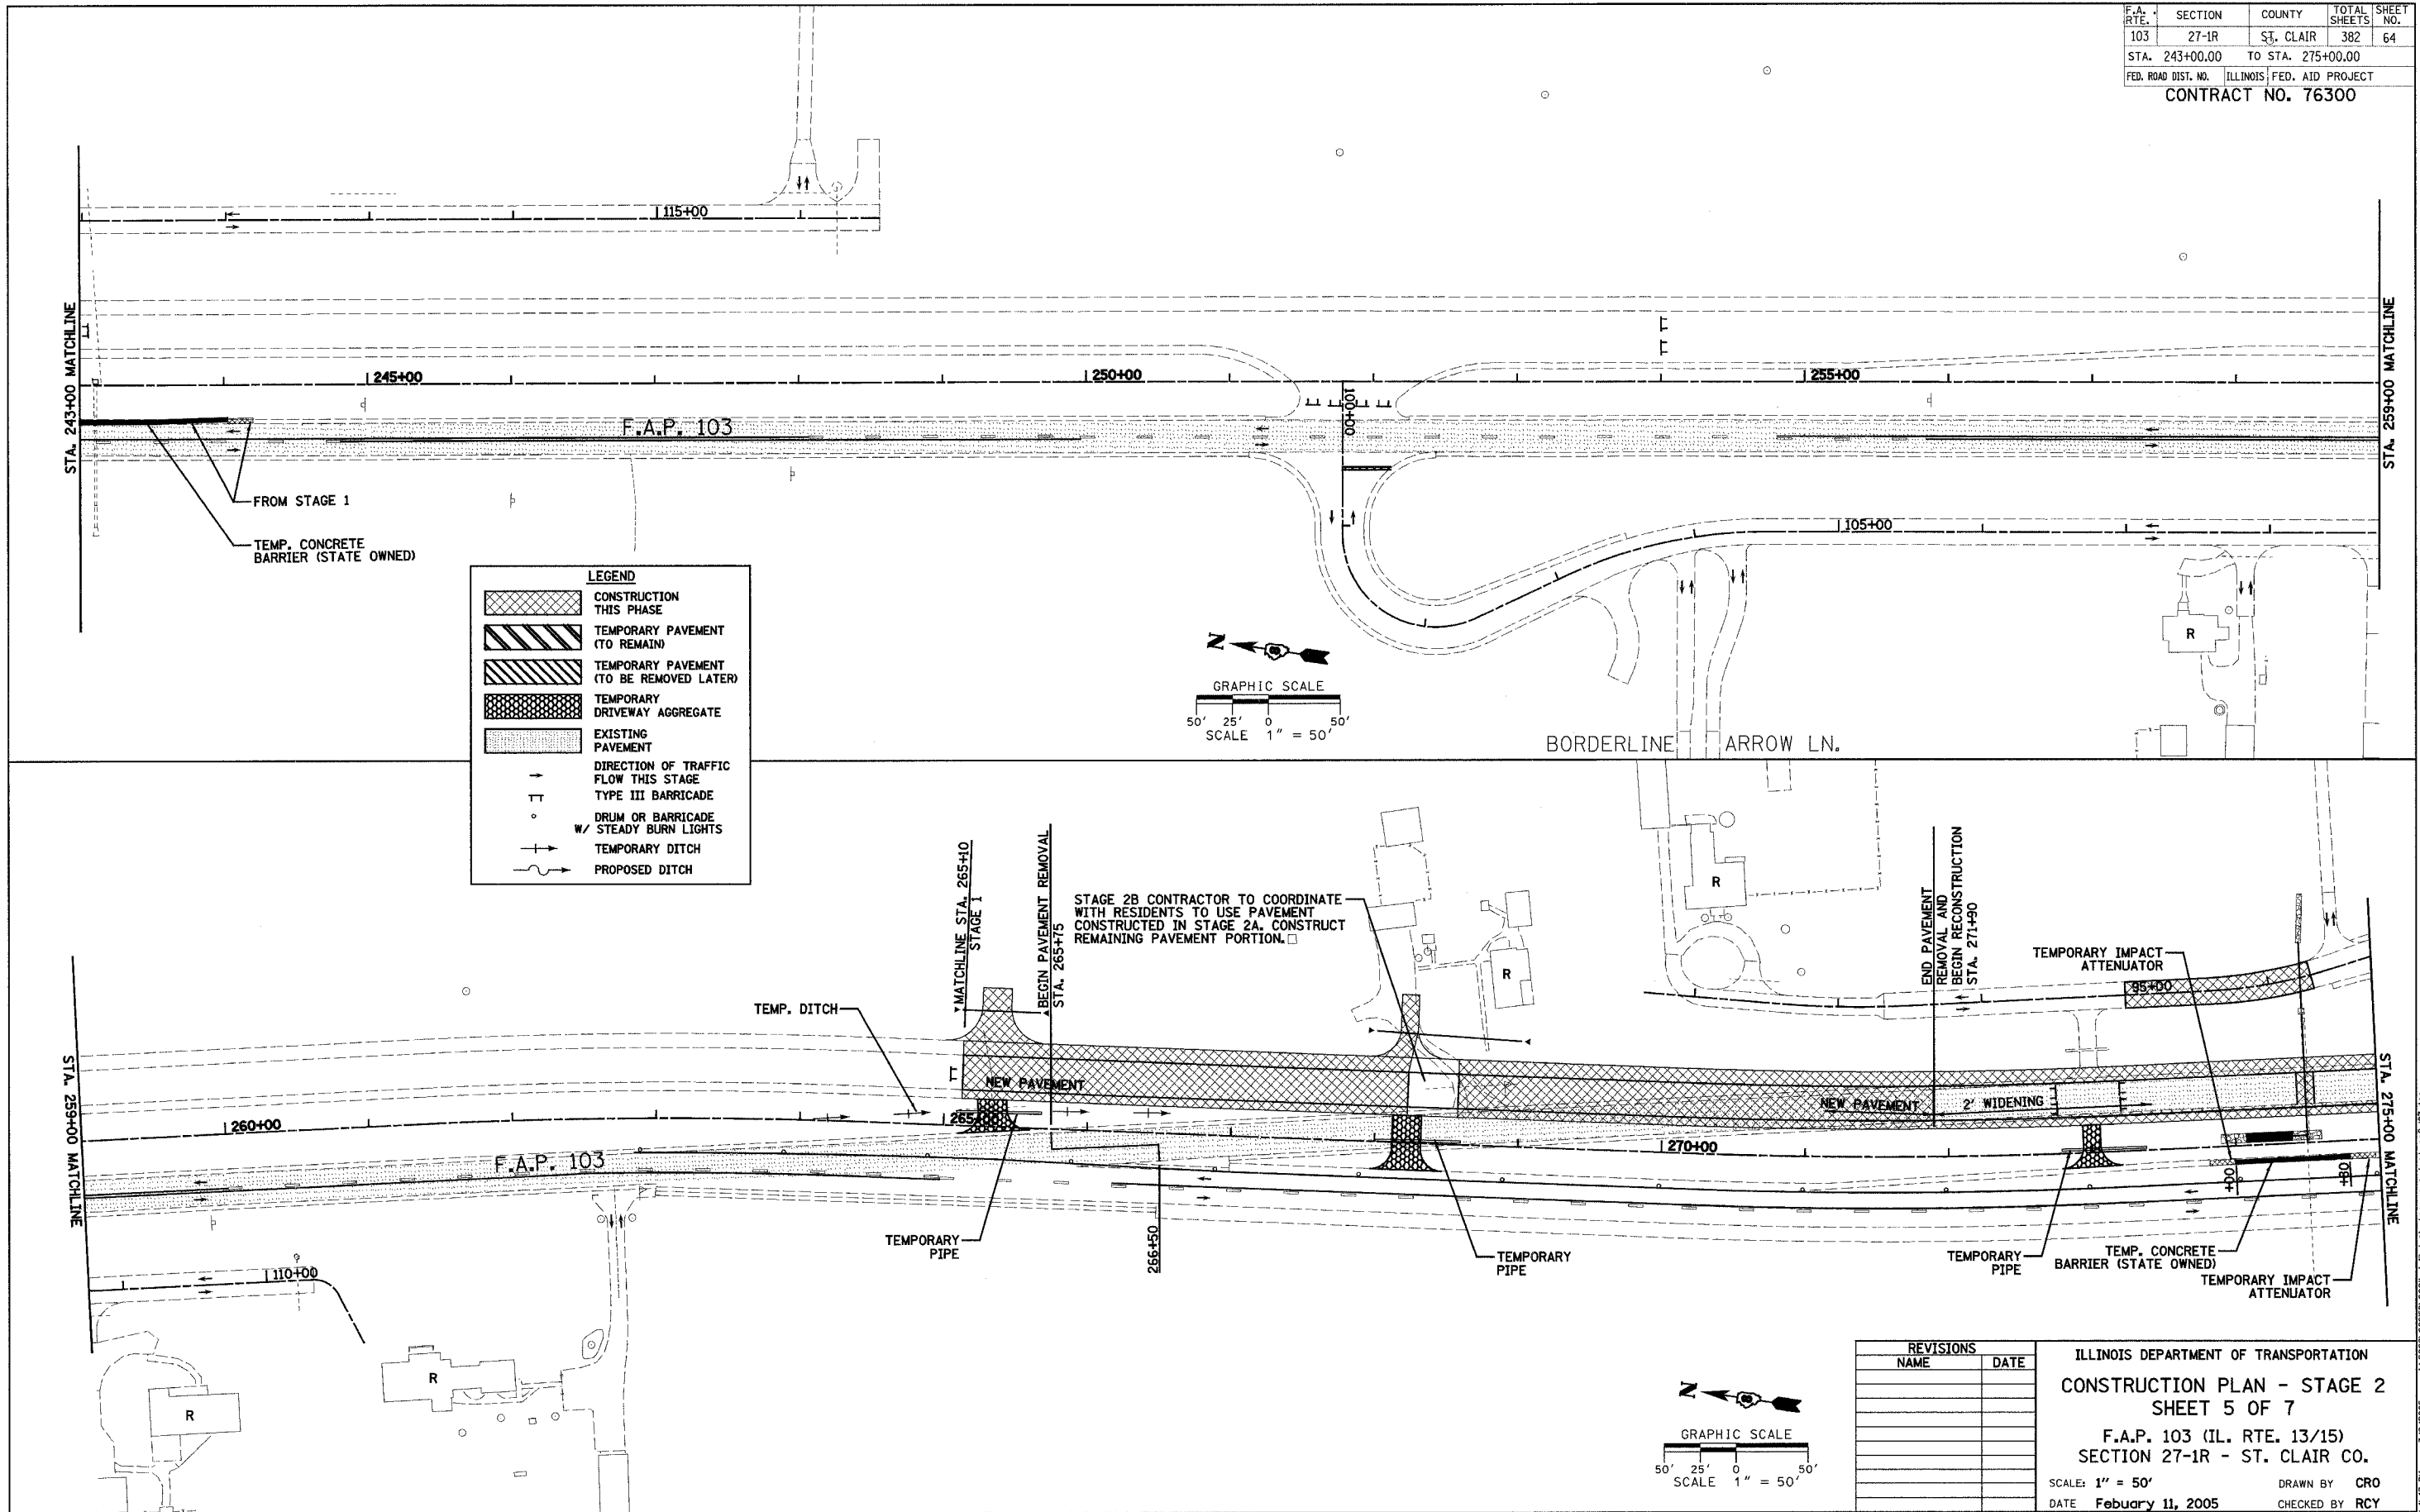 F.A. RTE. SECTION COUNTY TOTAL SHEETS SHEET NO.
103 27-1R ST. CLAIR 382 64
STA. 243+00.00 TO STA. 275+00.00
FED. ROAD DIST. NO. ILLINOIS FED. AID PROJECT
CONTRACT NO. 76300
115+00
STA. 243+00 MATCHLINE
245+00
250+00
255+00
STA. 259+00 MATCHLINE
100+00
F.A.P. 103
FROM STAGE 1
TEMP. CONCRETE
BARRIER (STATE OWNED)
105+00
R
LEGEND
CONSTRUCTION
THIS PHASE
TEMPORARY PAVEMENT
(TO REMAIN)
TEMPORARY PAVEMENT
(TO BE REMOVED LATER)
TEMPORARY
DRIVEWAY AGGREGATE
EXISTING
PAVEMENT
DIRECTION OF TRAFFIC
FLOW THIS STAGE
TYPE III BARRICADE
DRUM OR BARRICADE
W/ STEADY BURN LIGHTS
TEMPORARY DITCH
PROPOSED DITCH
N
GRAPHIC SCALE
50' 25' 0 50'
SCALE 1" = 50'
BORDERLINE
ARROW LN.
MATCHLINE STA. 265+10
STAGE 1
BEGIN PAVEMENT REMOVAL
STA. 265+75
STAGE 2B CONTRACTOR TO COORDINATE
WITH RESIDENTS TO USE PAVEMENT
CONSTRUCTED IN STAGE 2A. CONSTRUCT
REMAINING PAVEMENT PORTION.
R
R
END PAVEMENT
REMOVAL AND
BEGIN RECONSTRUCTION
STA. 271+90
TEMPORARY IMPACT
ATTENUATOR
95+00
TEMP. DITCH
STA. 259+00 MATCHLINE
NEW PAVEMENT
NEW PAVEMENT
2' WIDENING
STA. 275+00 MATCHLINE
260+00
265+
270+00
F.A.P. 103
+00
+80
TEMPORARY
PIPE
266+50
TEMPORARY
PIPE
TEMPORARY
PIPE
TEMP. CONCRETE
BARRIER (STATE OWNED)
TEMPORARY IMPACT
ATTENUATOR
110+00
R
R
N
GRAPHIC SCALE
50' 25' 0 50'
SCALE 1" = 50'
REVISIONS
NAME DATE
ILLINOIS DEPARTMENT OF TRANSPORTATION
CONSTRUCTION PLAN - STAGE 2
SHEET 5 OF 7
F.A.P. 103 (IL. RTE. 13/15)
SECTION 27-1R - ST. CLAIR CO.
SCALE: 1" = 50' DRAWN BY CRO
DATE Febuary 11, 2005 CHECKED BY RCY